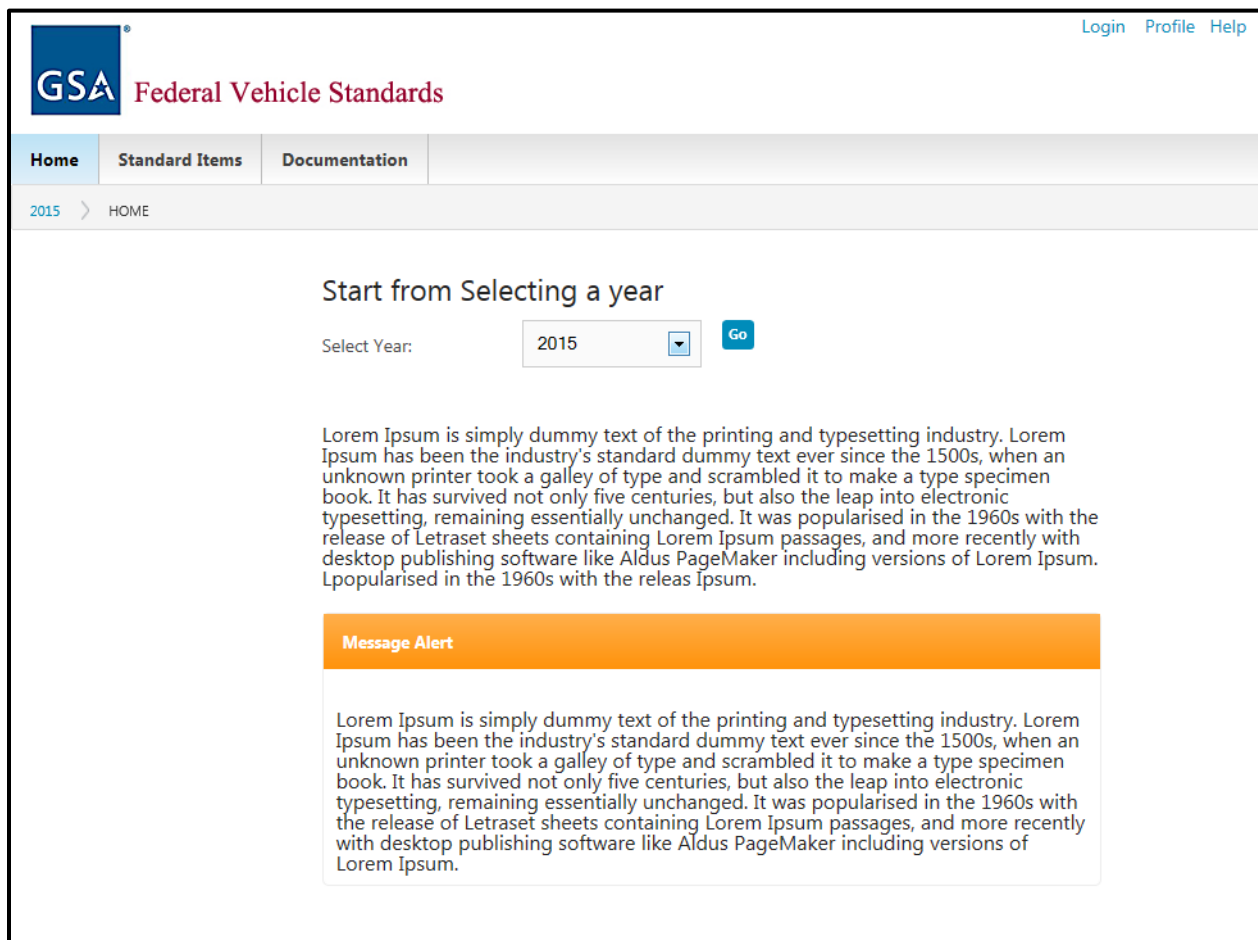 Login Profile Help
GSA ®
Federal Vehicle Standards
Home Standard Items Documentation
2015 HOME
Start from Selecting a year
Select Year: 2015 Go
Lorem Ipsum is simply dummy text of the printing and typesetting industry. Lorem
Ipsum has been the industry's standard dummy text ever since the 1500s, when an
unknown printer took a galley of type and scrambled it to make a type specimen
book. It has survived not only five centuries, but also the leap into electronic
typesetting, remaining essentially unchanged. It was popularised in the 1960s with the
release of Letraset sheets containing Lorem Ipsum passages, and more recently with
desktop publishing software like Aldus PageMaker including versions of Lorem Ipsum.
Lpopularised in the 1960s with the releas Ipsum.
Message Alert
Lorem Ipsum is simply dummy text of the printing and typesetting industry. Lorem
Ipsum has been the industry's standard dummy text ever since the 1500s, when an
unknown printer took a galley of type and scrambled it to make a type specimen
book. It has survived not only five centuries, but also the leap into electronic
typesetting, remaining essentially unchanged. It was popularised in the 1960s with
the release of Letraset sheets containing Lorem Ipsum passages, and more recently
with desktop publishing software like Aldus PageMaker including versions of
Lorem Ipsum.